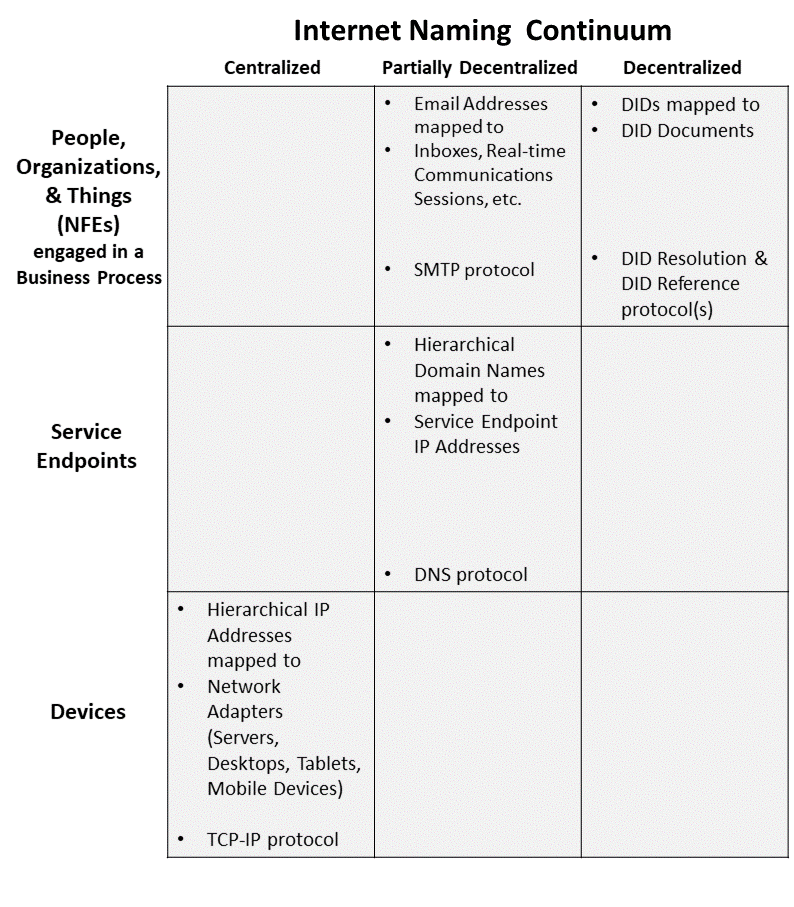 Internet Naming Continuum
Centralized
Partially Decentralized
Decentralized
People,
Organizations,
& Things
(NFEs)
engaged in a
Business Process
• Email Addresses
mapped to
• Inboxes, Real-time
Communications
Sessions, etc.
• SMTP protocol
• DIDs mapped to
• DID Documents
• DID Resolution &
DID Reference
protocol(s)
Service
Endpoints
• Hierarchical
Domain Names
mapped to
• Service Endpoint
IP Addresses
• DNS protocol
Devices
• Hierarchical IP
Addresses
mapped to
• Network
Adapters
(Servers,
Desktops, Tablets,
Mobile Devices)
• TCP-IP protocol